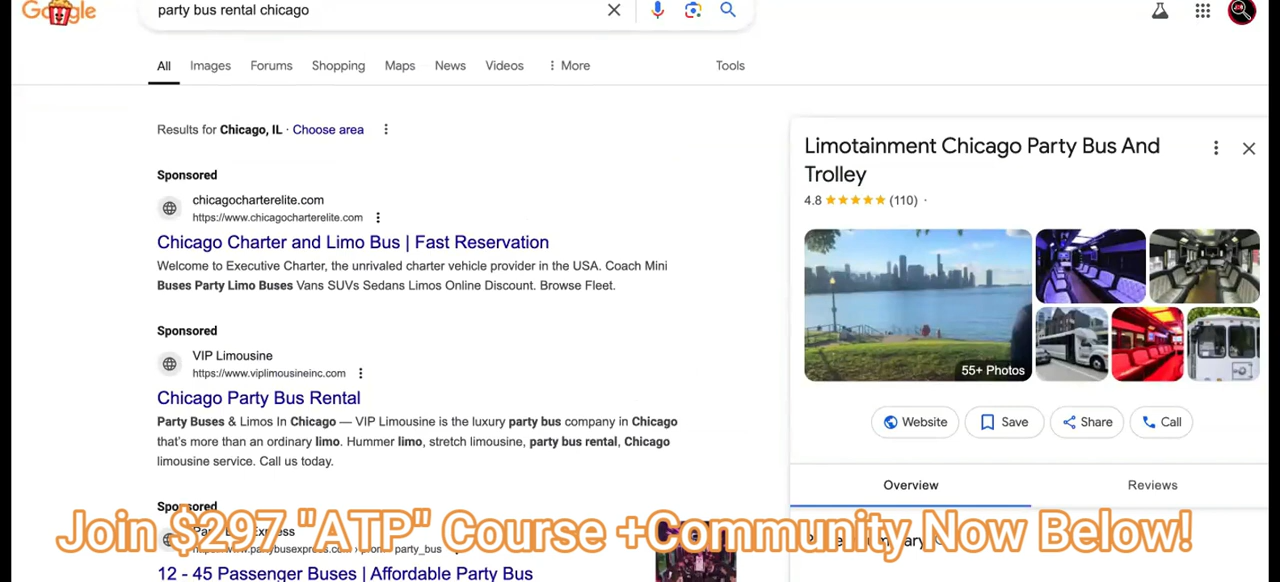 Google
party bus rental chicago
All Images Forums Shopping Maps News Videos More Tools
Results for Chicago, IL · Choose area
Sponsored
chicagocharterelite.com
https://www.chicagocharterelite.com
Chicago Charter and Limo Bus | Fast Reservation
Welcome to Executive Charter, the unrivaled charter vehicle provider in the USA. Coach Mini
Buses Party Limo Buses Vans SUVs Sedans Limos Online Discount. Browse Fleet.
Sponsored
VIP Limousine
https://www.viplimousineinc.com
Chicago Party Bus Rental
Party Buses & Limos In Chicago — VIP Limousine is the luxury party bus company in Chicago
that's more than an ordinary limo. Hummer limo, stretch limousine, party bus rental, Chicago
limousine service. Call us today.
Sponsored
12 - 45 Passenger Buses | Affordable Party Bus
Limotainment Chicago Party Bus And
Trolley
4.8 (110) ·
55+ Photos
Website Save Share Call
Overview Reviews
Join $297 "ATP" Course +Community Now Below!